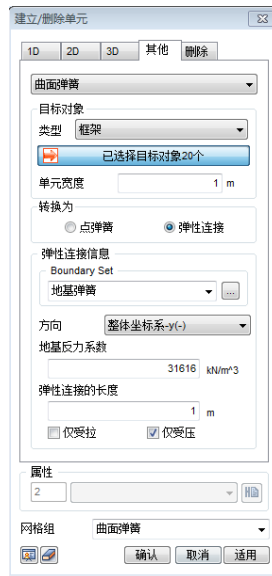 建立/删除单元
1D 2D 3D 其他 删除
曲面弹簧
目标对象
类型 框架
已选择目标对象20个
单元宽度 1 m
转换为
点弹簧 弹性连接
弹性连接信息
Boundary Set
地基弹簧 ...
方向 整体坐标系-y(-)
地基反力系数
31616 kN/m^3
弹性连接的长度
1 m
仅受拉 仅受压
属性
2
网格组 曲面弹簧
确认 取消 适用